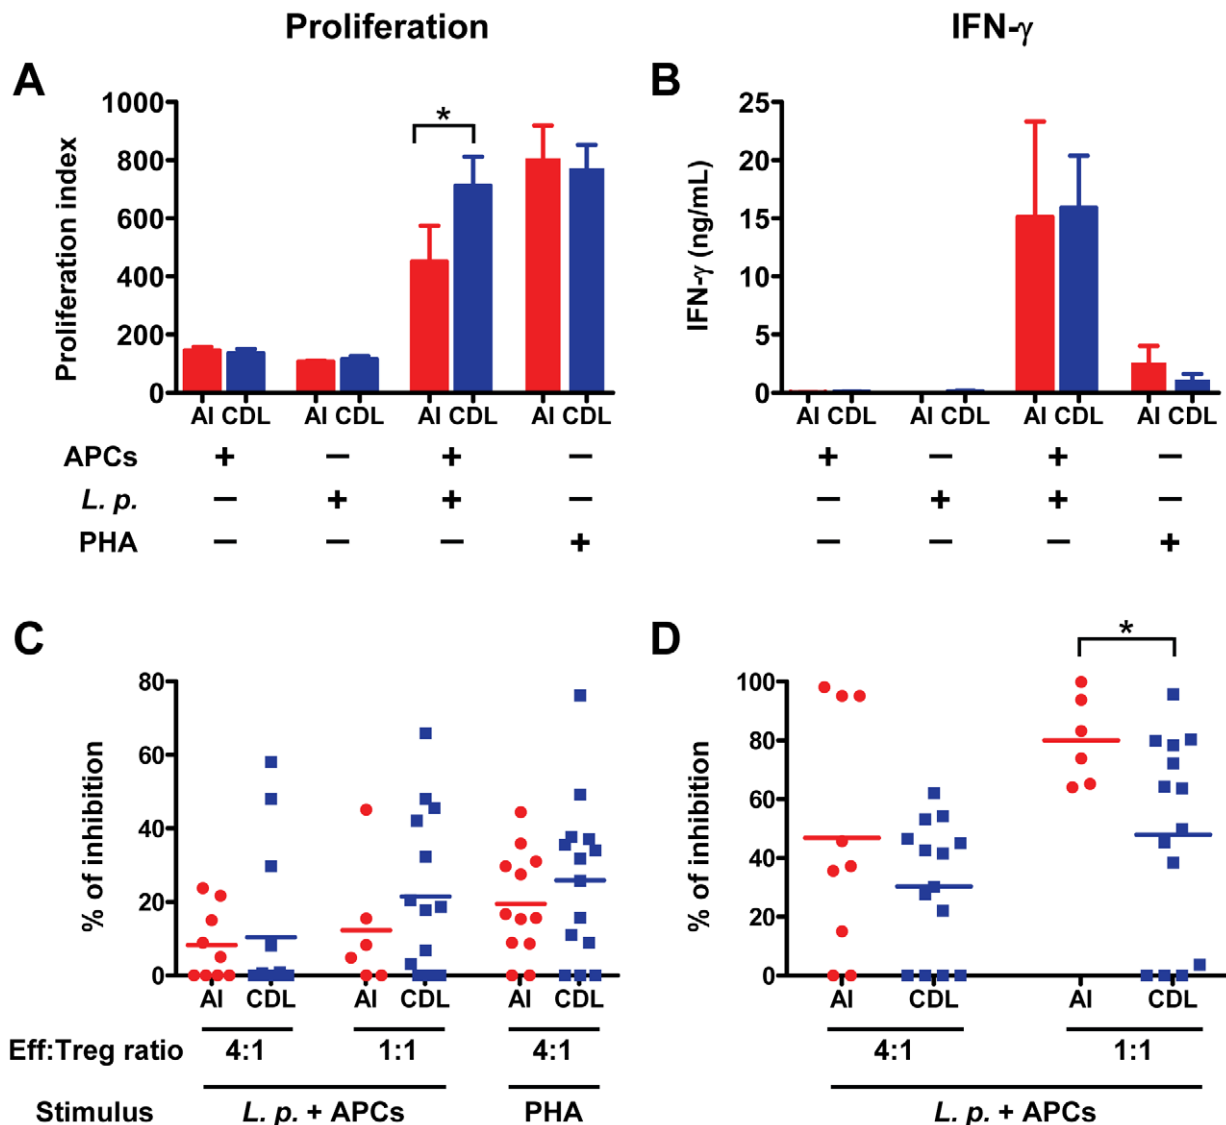 Proliferation
IFN-γ
A
B
*
Proliferation index
1000
800
600
400
200
0
AI CDL AI CDL AI CDL AI CDL
IFN-γ (ng/mL)
25
20
15
10
5
0
AI CDL AI CDL AI CDL AI CDL
APCs + – + – + – + –
L. p. – + + – – + + –
PHA – – – + – – – +
C
D
% of inhibition
80
60
40
20
0
AI CDL AI CDL AI CDL
*
% of inhibition
100
80
60
40
20
0
AI CDL AI CDL
Eff:Treg ratio 4:1 1:1 4:1 4:1 1:1
Stimulus L. p. + APCs PHA L. p. + APCs